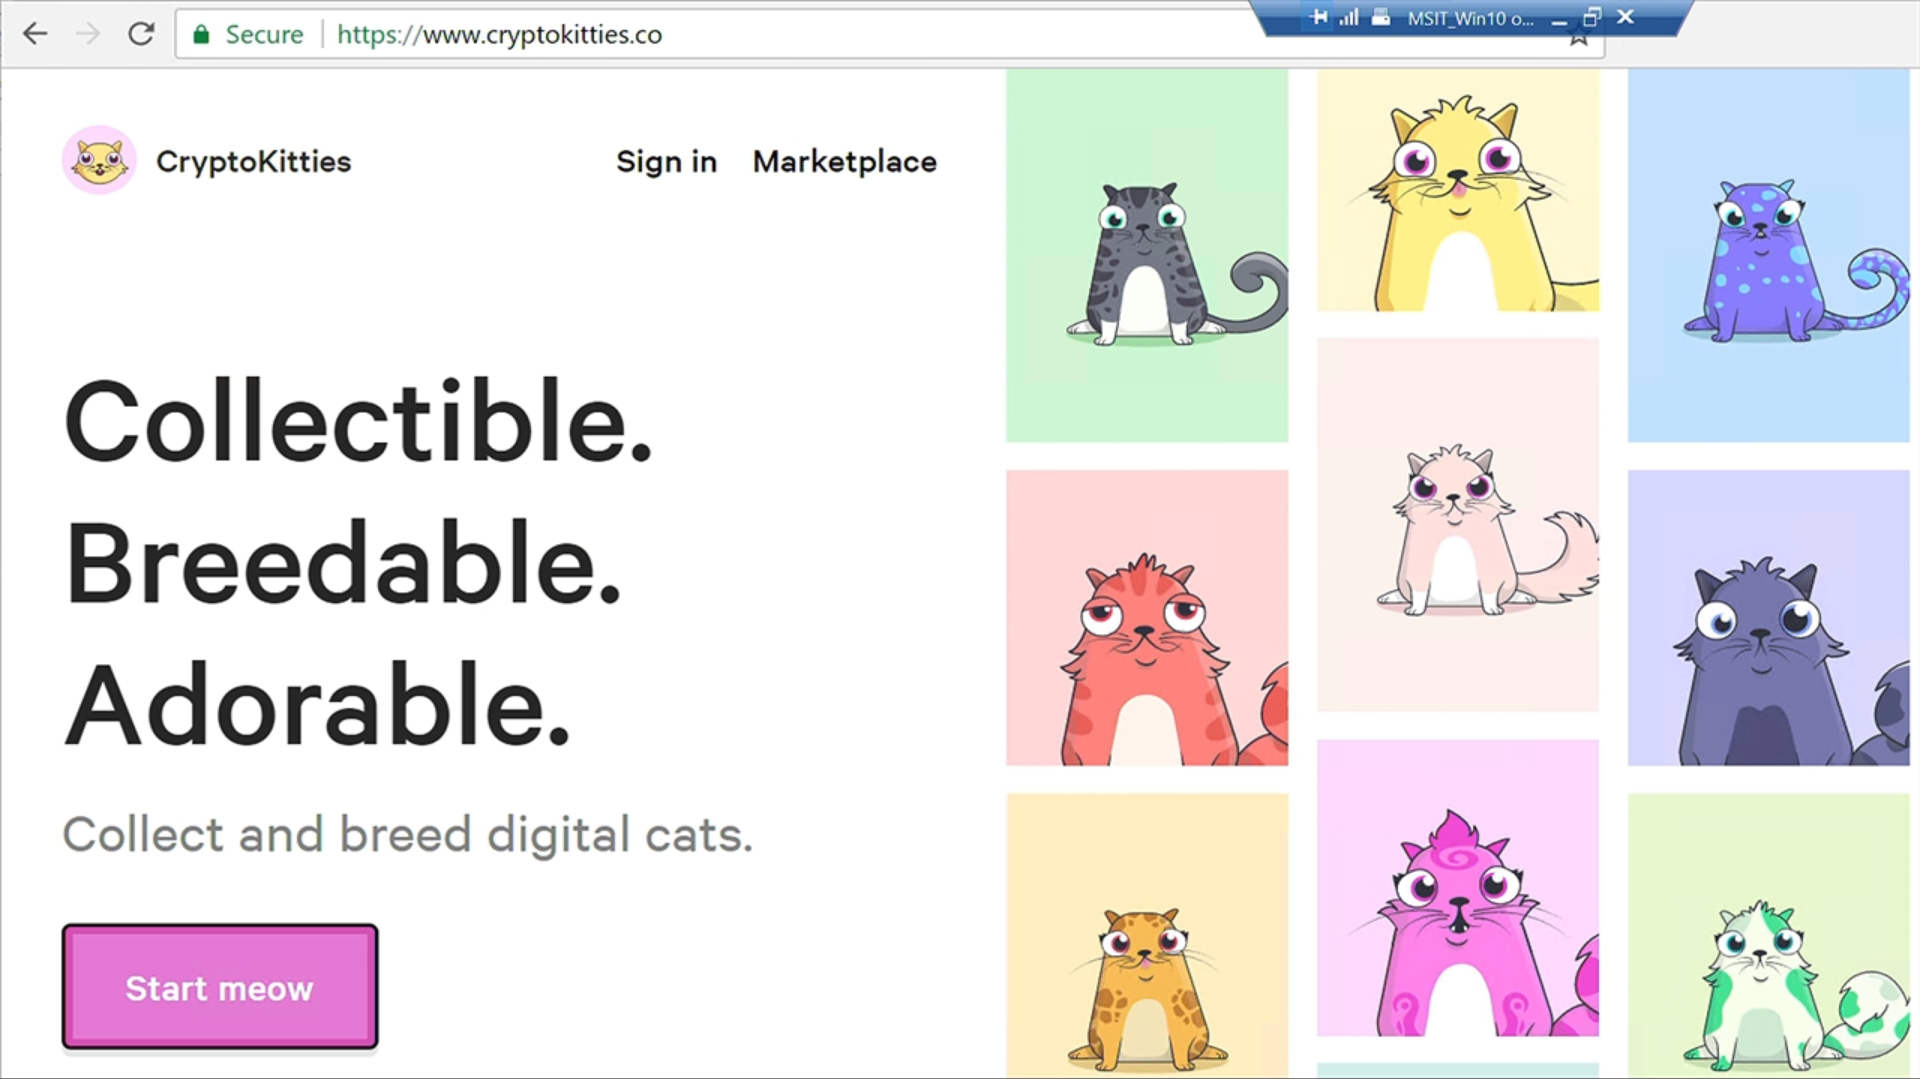 Secure https://www.cryptokitties.co
MSIT_Win10 o...
CryptoKitties
Sign in Marketplace
Collectible.
Breedable.
Adorable.
Collect and breed digital cats.
Start meow